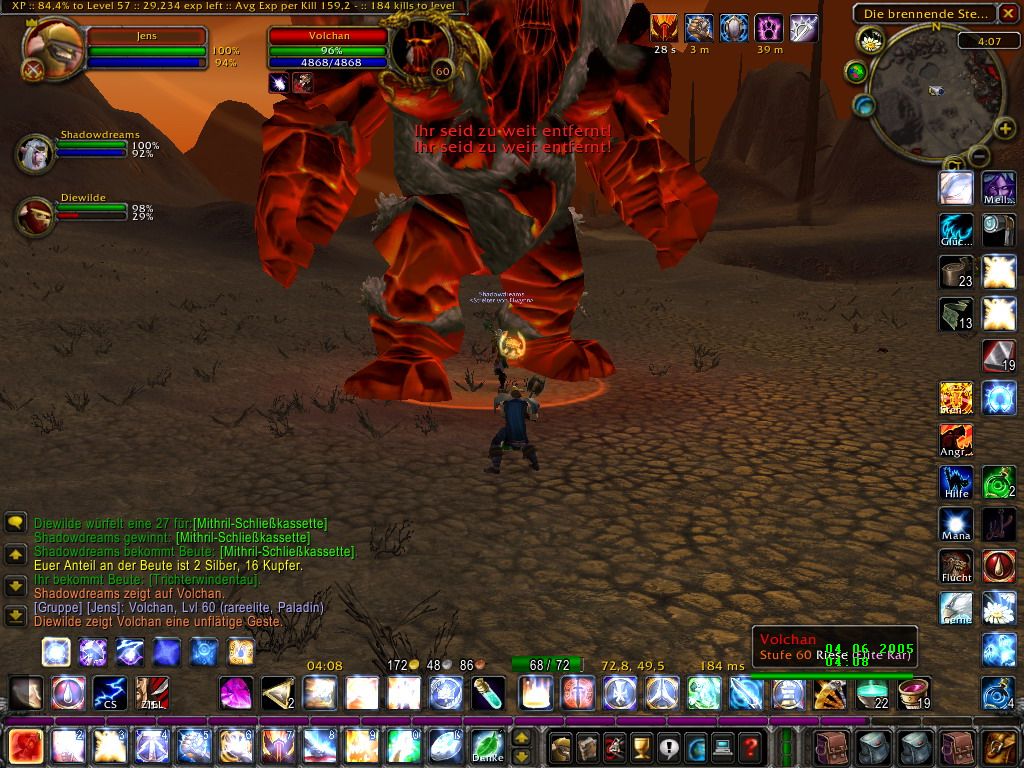 XP :: 84,4% to Level 57 :: 29,234 exp left :: Avg Exp per Kill 159,2 - :: 184 kills to level
Die brennende Ste...
N
4:07
Jens
100%
94%
Volchan
96%
4868/4868
60
28 s
3 m
39 m
Ihr seid zu weit entfernt!
Ihr seid zu weit entfernt!
Shadowdreams
100%
92%
Diewilde
98%
29%
Shadowdreams
Mell...
23
13
19
Angr...
Hilfe
2
Mana
Flucht
Diewilde würfelt eine 27 für:[Mithril-Schließkassette]
Shadowdreams gewinnt: [Mithril-Schließkassette]
Shadowdreams bekommt Beute: [Mithril-Schließkassette].
Euer Anteil an der Beute ist 2 Silber, 16 Kupfer.
Ihr bekommt Beute: [Trichterwindentau].
Shadowdreams zeigt auf Volchan.
[Gruppe] [Jens]: Volchan, Lvl 60 (rareelite, Paladin)
Diewilde zeigt Volchan eine unflätige Geste.
Volchan
Stufe 60 Riese (Elite Rar)
04.06.2005
04:08
04:08
172 48 86
68 / 72
72,8, 49,5
184 ms
CS
ZIEL
2
22
19
4
Danke